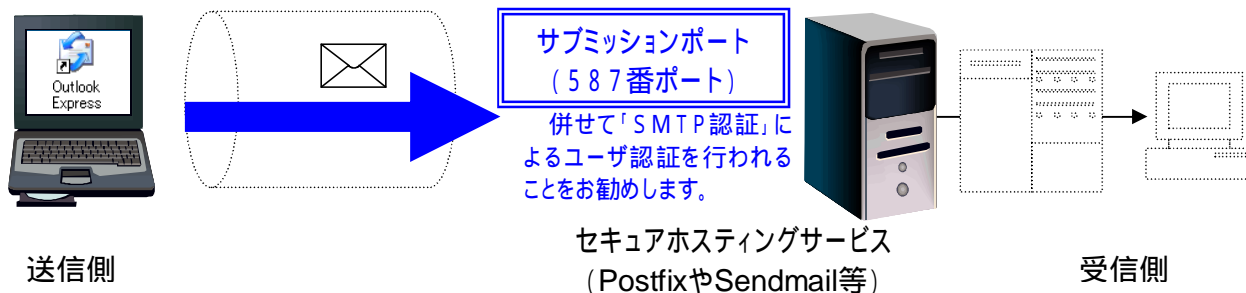 Outlook
Express
サブミッションポート
(587番ポート)
併せて「SMTP認証」に
よるユーザ認証を行われる
ことをお勧めします。
送信側
セキュアホスティングサービス
(PostfixやSendmail等)
受信側